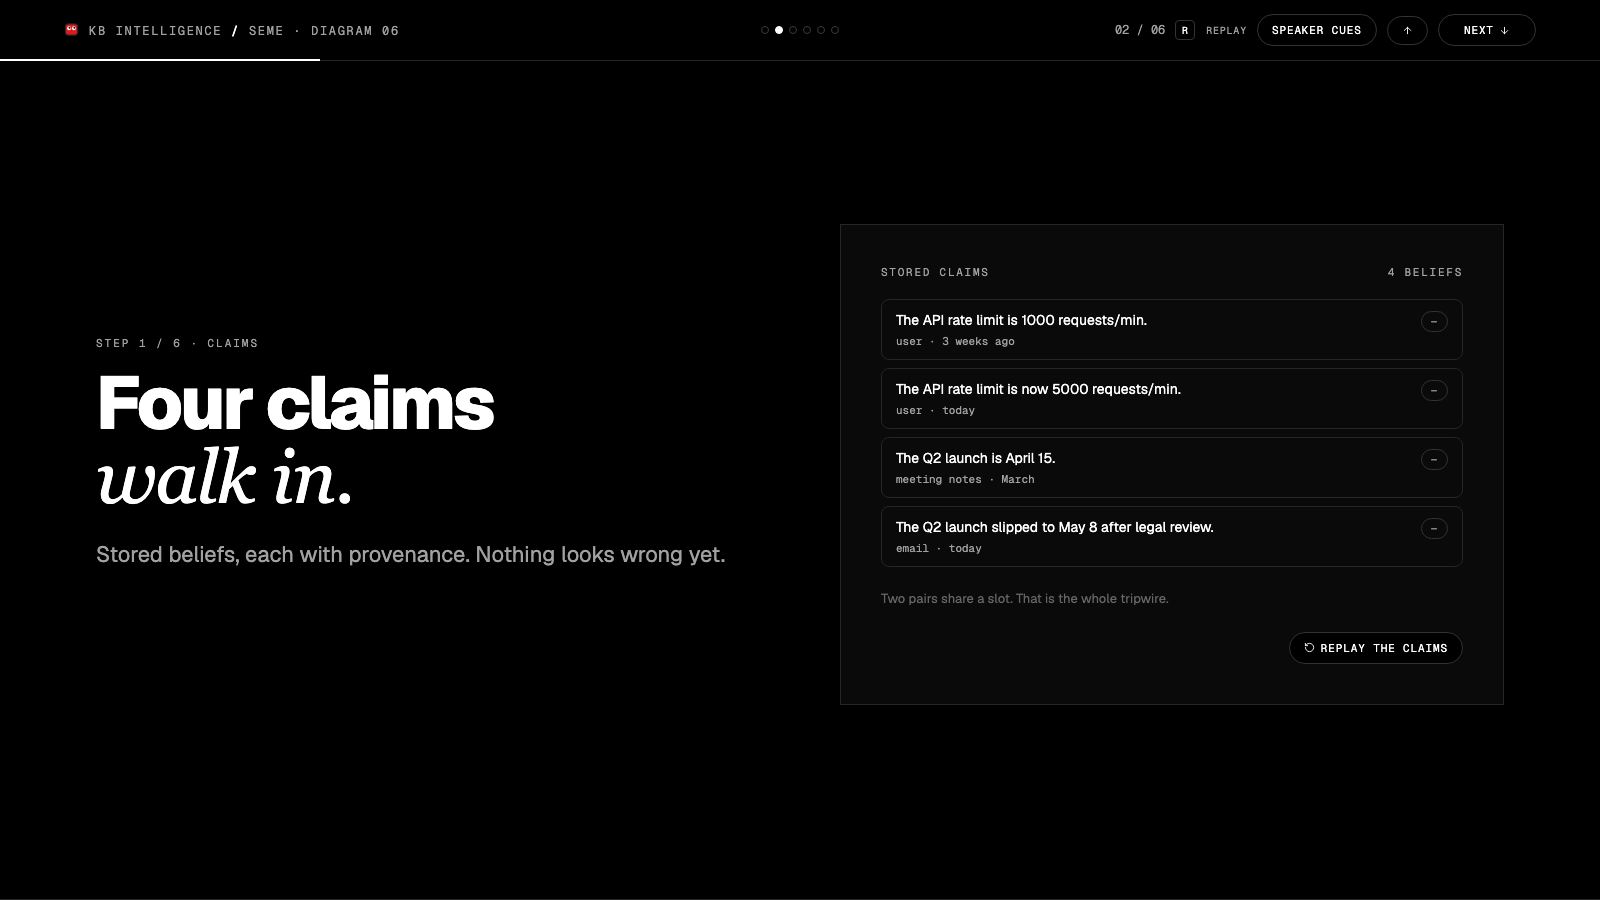 KB INTELLIGENCE / SEME · DIAGRAM 06
02 / 06 R REPLAY SPEAKER CUES ↑ NEXT ↓
STEP 1 / 6 · CLAIMS
Four claims
walk in.
Stored beliefs, each with provenance. Nothing looks wrong yet.
STORED CLAIMS 4 BELIEFS
The API rate limit is 1000 requests/min. –
user · 3 weeks ago
The API rate limit is now 5000 requests/min. –
user · today
The Q2 launch is April 15. –
meeting notes · March
The Q2 launch slipped to May 8 after legal review. –
email · today
Two pairs share a slot. That is the whole tripwire.
REPLAY THE CLAIMS